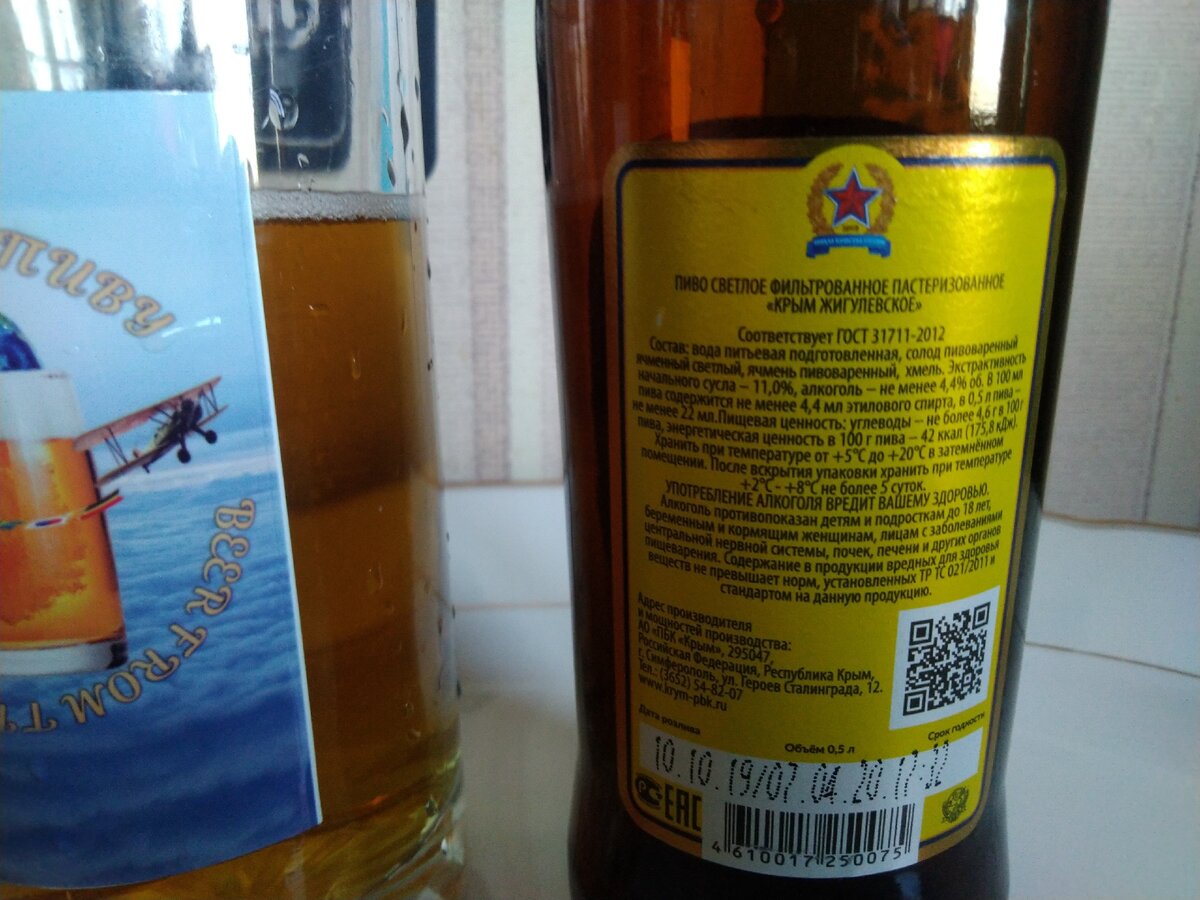 ПИВУ
BEER FROM
ПИВО СВЕТЛОЕ ФИЛЬТРОВАННОЕ ПАСТЕРИЗОВАННОЕ
«КРЫМ ЖИГУЛЕВСКОЕ»
Соответствует ГОСТ 31711-2012
Состав: вода питьевая подготовленная, солод пивоваренный
ячменный светлый, ячмень пивоваренный, хмель. Экстрактивность
начального сусла – 11,0%, алкоголь – не менее 4,4% об. В 100 мл
пива содержится не менее 4,4 мл этилового спирта, в 0,5 л пива –
не менее 22 мл.Пищевая ценность: углеводы – не более 4,6 г в 100 г
пива, энергетическая ценность в 100 г пива – 42 ккал (175,8 кДж).
Хранить при температуре от +5°С до +20°С в затемнённом
помещении. После вскрытия упаковки хранить при температуре
+2°С - +8°С не более 5 суток.
УПОТРЕБЛЕНИЕ АЛКОГОЛЯ ВРЕДИТ ВАШЕМУ ЗДОРОВЬЮ.
Алкоголь противопоказан детям и подросткам до 18 лет,
беременным и кормящим женщинам, лицам с заболеваниями
центральной нервной системы, почек, печени и других органов
пищеварения. Содержание в продукции вредных для здоровья
веществ не превышает норм, установленных ТР ТС 021/2011 и
стандартом на данную продукцию.
Адрес производителя
и мощностей производства:
АО «ПБК «Крым», 295047,
Российская Федерация, Республика Крым,
г. Симферополь, ул. Героев Сталинграда, 12.
Тел.: (3652) 54-82-07
www.krym-pbk.ru
Дата розлива
Объём 0,5 л
Срок годности
10.10.19/07.04.20.17:32
РС ЕАС
4 610017 250075